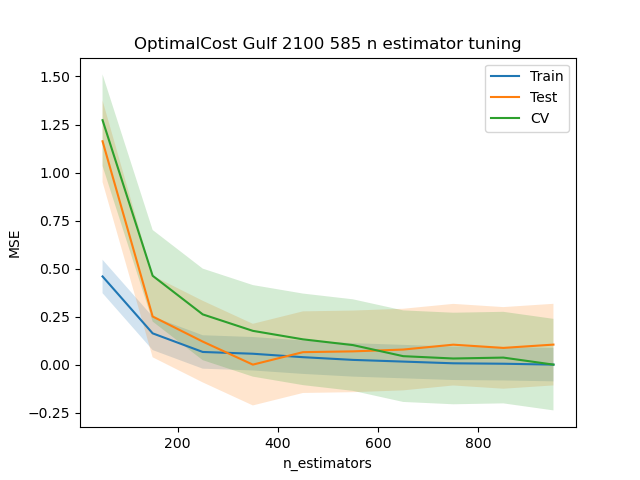 OptimalCost Gulf 2100 585 n estimator tuning
Train
Test
CV
MSE
1.50
1.25
1.00
0.75
0.50
0.25
0.00
−0.25
200 400 600 800
n_estimators